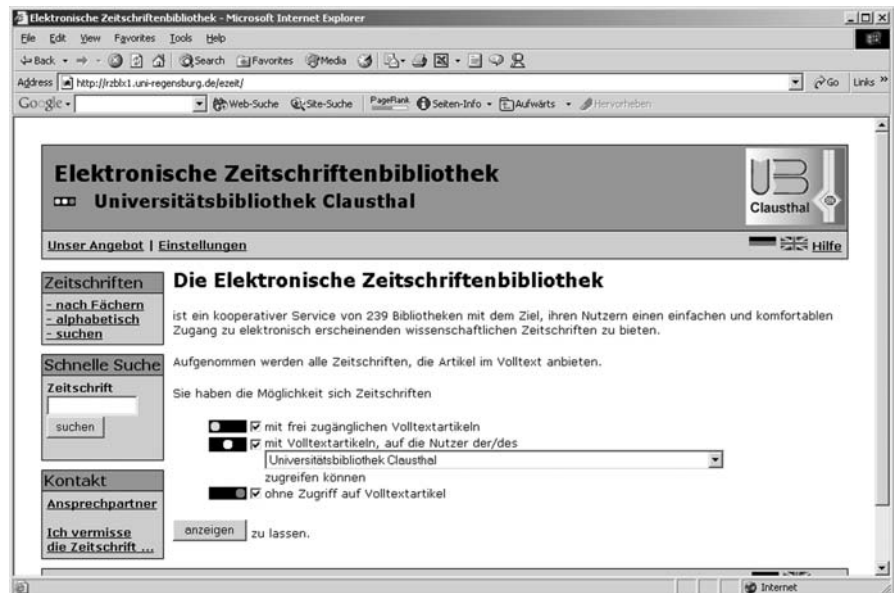 Elektronische Zeitschriftenbibliothek - Microsoft Internet Explorer
File Edit View Favorites Tools Help
Back Search Favorites Media
Address http://rzblx1.uni-regensburg.de/ezeit/ Go Links »
Google Web-Suche Site-Suche PageRank Seiten-Info Aufwärts Hervorheben
Elektronische Zeitschriftenbibliothek
Universitätsbibliothek Clausthal
UB
Clausthal
Unser Angebot | Einstellungen
Hilfe
Zeitschriften
- nach Fächern
- alphabetisch
- suchen
Schnelle Suche
Zeitschrift
suchen
Kontakt
Ansprechpartner
Ich vermisse
die Zeitschrift ...
Die Elektronische Zeitschriftenbibliothek
ist ein kooperativer Service von 239 Bibliotheken mit dem Ziel, ihren Nutzern einen einfachen und komfortablen
Zugang zu elektronisch erscheinenden wissenschaftlichen Zeitschriften zu bieten.
Aufgenommen werden alle Zeitschriften, die Artikel im Volltext anbieten.
Sie haben die Möglichkeit sich Zeitschriften
mit frei zugänglichen Volltextartikeln
mit Volltextartikeln, auf die Nutzer der/des
Universitätsbibliothek Clausthal
zugreifen können
ohne Zugriff auf Volltextartikel
anzeigen zu lassen.
Internet